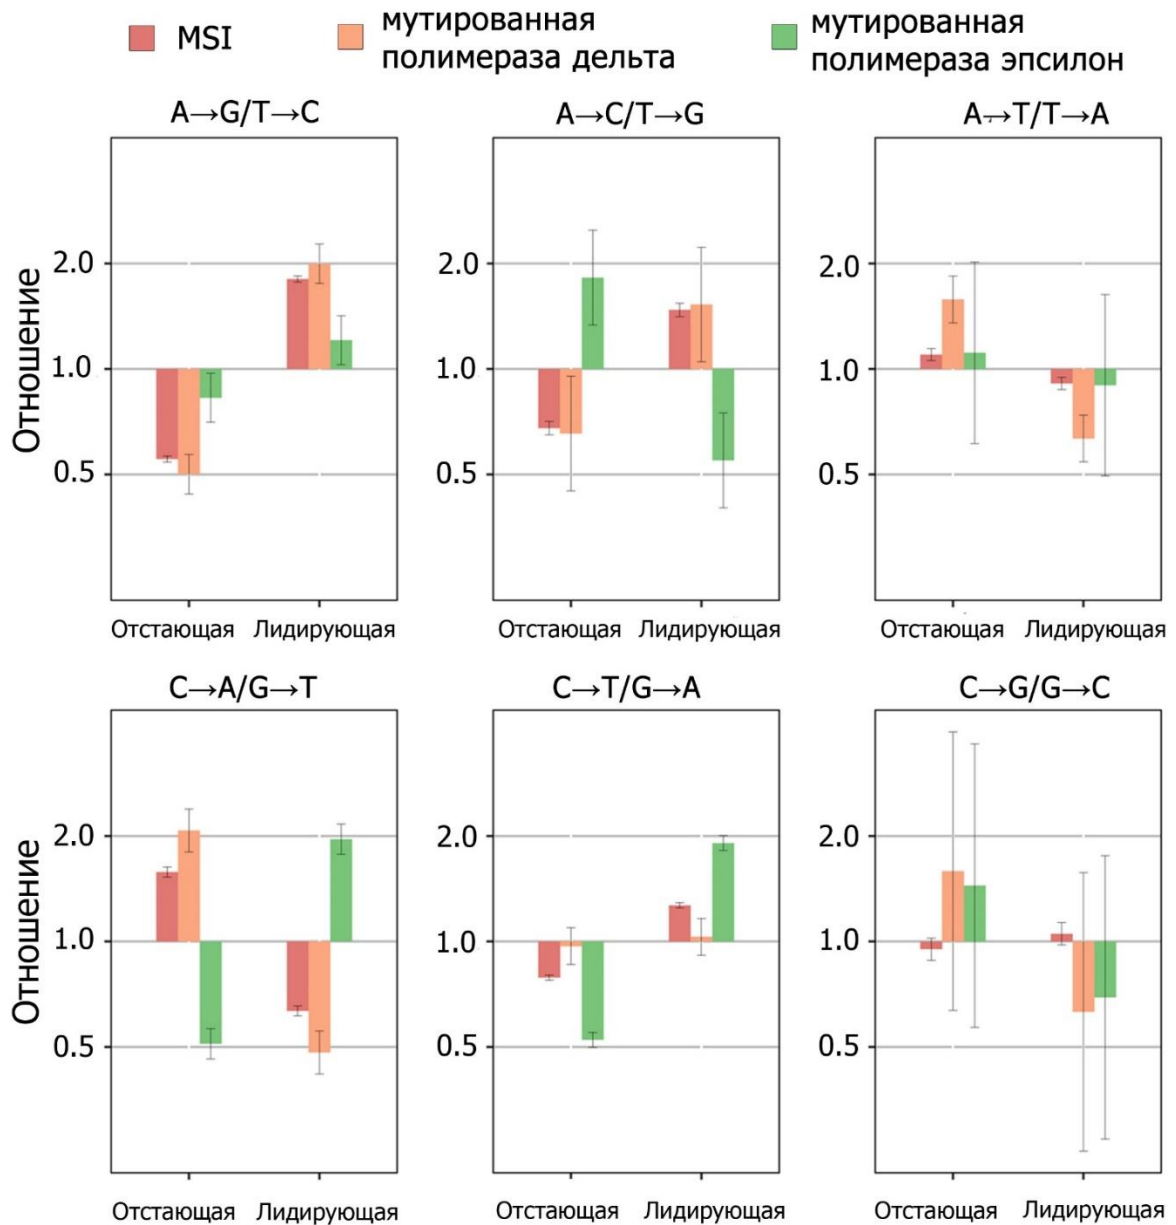 MSI
мутированная
полимераза дельта
мутированная
полимераза эпсилон
A→G/T→C
A→C/T→G
A→T/T→A
Отношение
2.0
1.0
0.5
2.0
1.0
0.5
2.0
1.0
0.5
Отстающая Лидирующая
Отстающая Лидирующая
Отстающая Лидирующая
C→A/G→T
C→T/G→A
C→G/G→C
Отношение
2.0
1.0
0.5
2.0
1.0
0.5
2.0
1.0
0.5
Отстающая Лидирующая
Отстающая Лидирующая
Отстающая Лидирующая